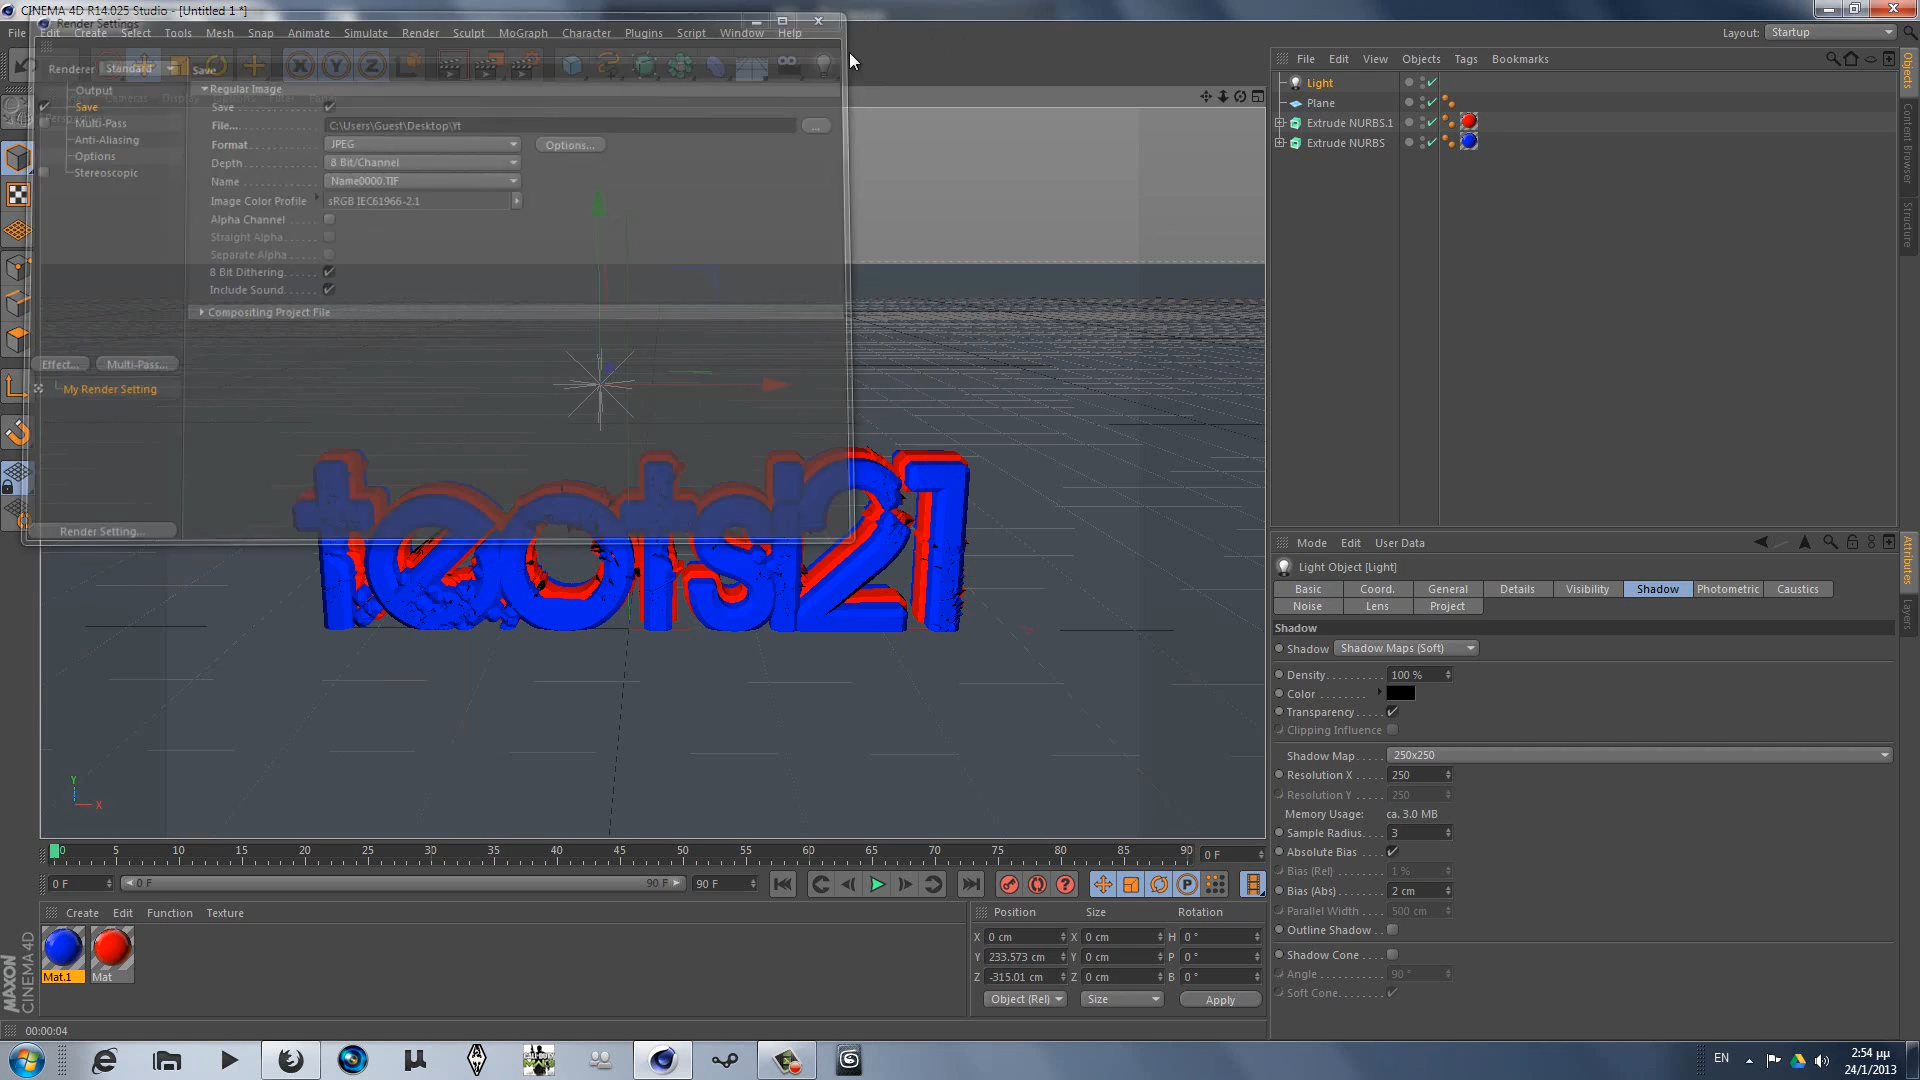 CINEMA 4D R14.025 Studio - [Untitled 1 *]
Render Settings
File Edit Create Select Tools Mesh Snap Animate Simulate Render Sculpt MoGraph Character Plugins Script Window Help
Layout: Startup
Renderer Standard Save
Output
Save
Multi-Pass
Anti-Aliasing
Options
Stereoscopic
Effect... Multi-Pass...
My Render Setting
Render Setting...
Regular Image
Save
File... C:\Users\Guest\Desktop\Yt ...
Format JPEG Options...
Depth 8 Bit/Channel
Name Name0000.TIF
Image Color Profile sRGB IEC61966-2.1
Alpha Channel
Straight Alpha
Separate Alpha
8 Bit Dithering
Include Sound
Compositing Project File
teotsi21
Y
X
File Edit View Objects Tags Bookmarks
Light
Plane
Extrude NURBS.1
Extrude NURBS
Objects
Content Browser
Structure
Mode Edit User Data
Light Object [Light]
Basic Coord. General Details Visibility Shadow Photometric Caustics
Noise Lens Project
Attributes
Layers
Shadow
Shadow Shadow Maps (Soft)
Density 100 %
Color
Transparency
Clipping Influence
Shadow Map 250x250
Resolution X 250
Resolution Y 250
Memory Usage: ca. 3.0 MB
Sample Radius 3
Absolute Bias
Bias (Rel) 1 %
Bias (Abs) 2 cm
Parallel Width 500 cm
Outline Shadow
Shadow Cone
Angle 90 °
Soft Cone
0 5 10 15 20 25 30 35 40 45 50 55 60 65 70 75 80 85 90 0 F
0 F 0 F 90 F 90 F
Create Edit Function Texture
Mat.1 Mat
Position Size Rotation
X 0 cm X 0 cm H 0 °
Y 233.573 cm Y 0 cm P 0 °
Z -315.01 cm Z 0 cm B 0 °
Object (Rel) Size Apply
MAXON
CINEMA 4D
00:00:04
EN
2:54 μμ
24/1/2013